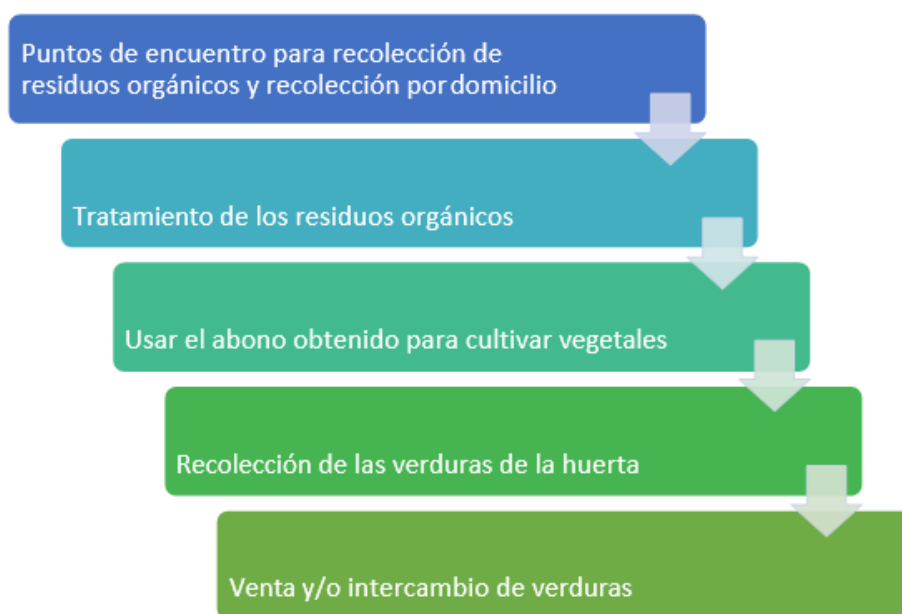 Puntos de encuentro para recolección de
residuos orgánicos y recolección por domicilio
Tratamiento de los residuos orgánicos
Usar el abono obtenido para cultivar vegetales
Recolección de las verduras de la huerta
Venta y/o intercambio de verduras